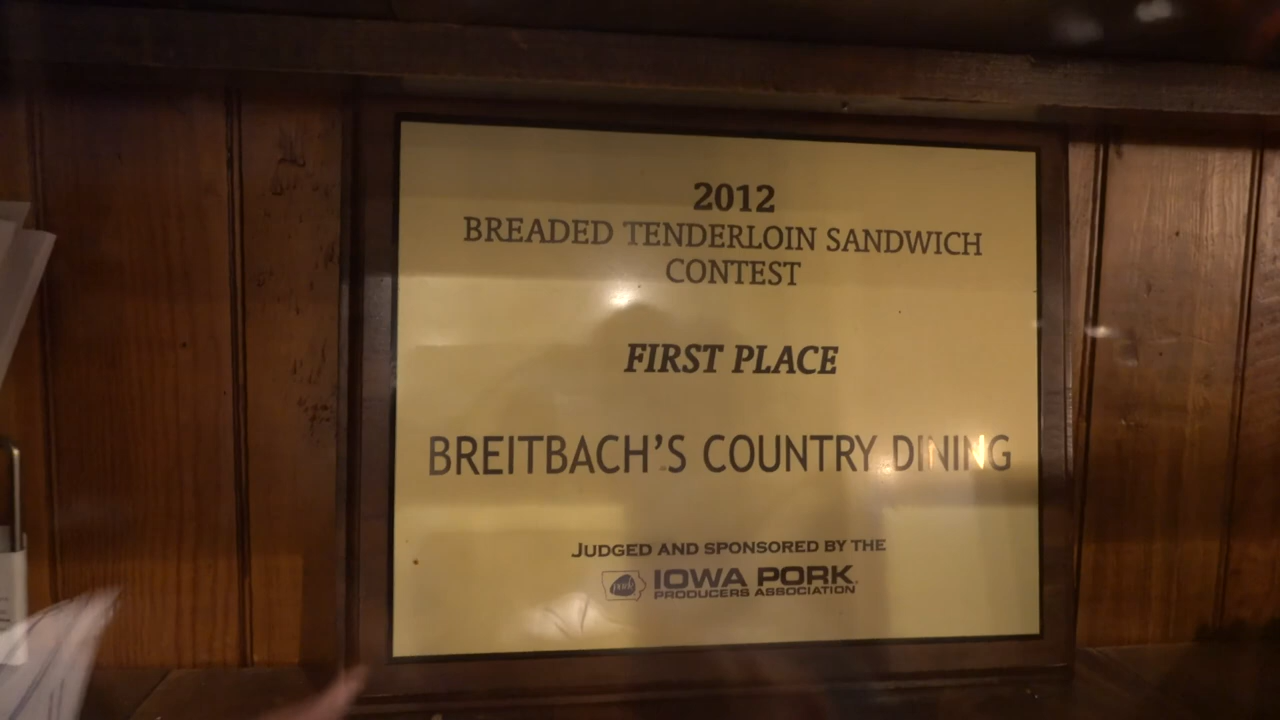 2012
BREADED TENDERLOIN SANDWICH
CONTEST
FIRST PLACE
BREITBACH'S COUNTRY DINING
JUDGED AND SPONSORED BY THE
pork
IOWA PORK
PRODUCERS ASSOCIATION